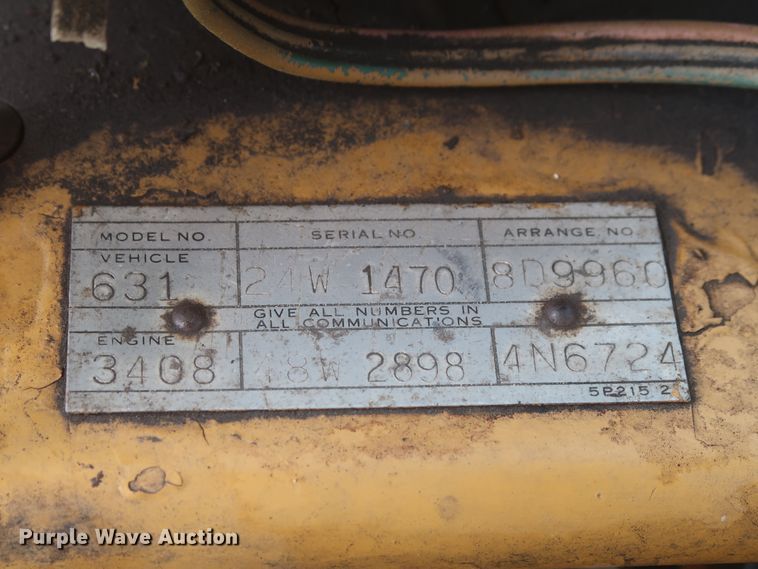 MODEL NO. SERIAL NO. ARRANGE. NO.
VEHICLE
631 24W 1470 8D9960
GIVE ALL NUMBERS IN
ALL COMMUNICATIONS
ENGINE
3408 48W 2898 4N6724
5P215 2
Purple Wave Auction